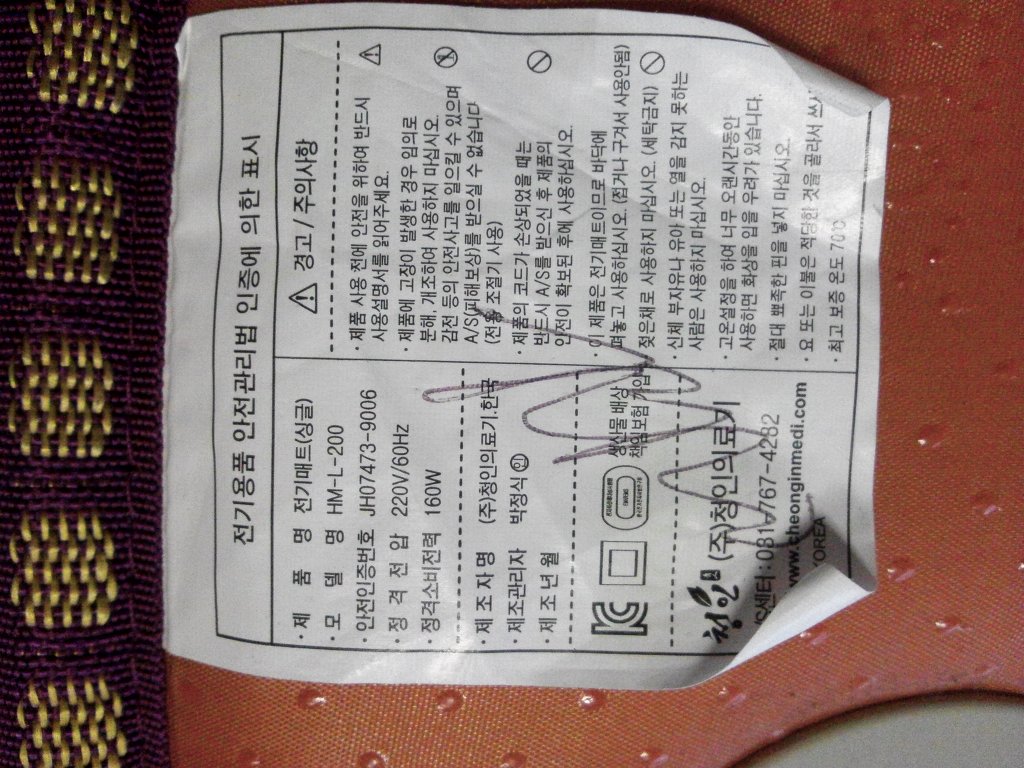 전기용품 안전관리법 인증에 의한 표시
· 제 품 명 전기매트(싱글)
· 모 델 명 HM-L-200
· 안전인증번호 JH07473-9006
· 정 격 전 압 220V/60Hz
· 정격소비전력 160W
· 제 조 자 명 (주)청인의료기.한국
· 제조관리자 박정식 인
· 제 조 년 월
생산물 배상
책임보험 가입
청인 (주)청인의료기
/S센터:081-767-4282
www.cheonginmedi.com
KOREA
경고 / 주의사항
· 제품 사용 전에 안전을 위하여 반드시
사용설명서를 읽어주세요.
· 제품에 고장이 발생한 경우 임의로
분해, 개조하여 사용하지 마십시오.
감전 등의 안전사고를 일으킬 수 있으며
A/S(피해보상)를 받으실 수 없습니다
(전용 조절기 사용)
· 제품의 코드가 손상되었을 때는
반드시 A/S를 받으신 후 제품의
안전이 확보된 후에 사용하십시오.
· 이 제품은 전기매트이므로 바닥에
펴놓고 사용하십시오. (접거나 구겨서 사용안됨)
젖은채로 사용하지 마십시오. (세탁금지)
· 신체 부자유나 유아 또는 열을 감지 못하는
사람은 사용하지 마십시오.
· 고온설정을 하여 너무 오랜시간동안
사용하면 화상을 입을 우려가 있습니다.
· 절대 뾰족한 핀을 넣지 마십시오.
· 요 또는 이불은 적당한 것을 골라서
· 최고 보증 온도 70C